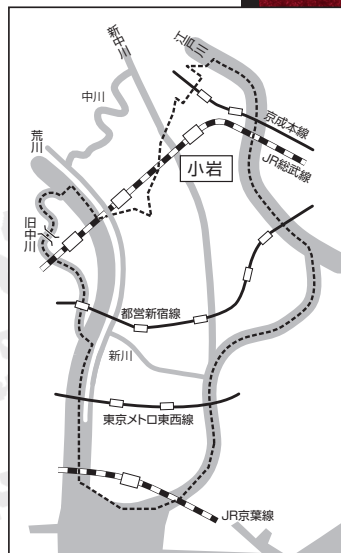 新中川
江戸川
中川
荒川
京成本線
JR総武線
小岩
旧中川
都営新宿線
新川
東京メトロ東西線
JR京葉線